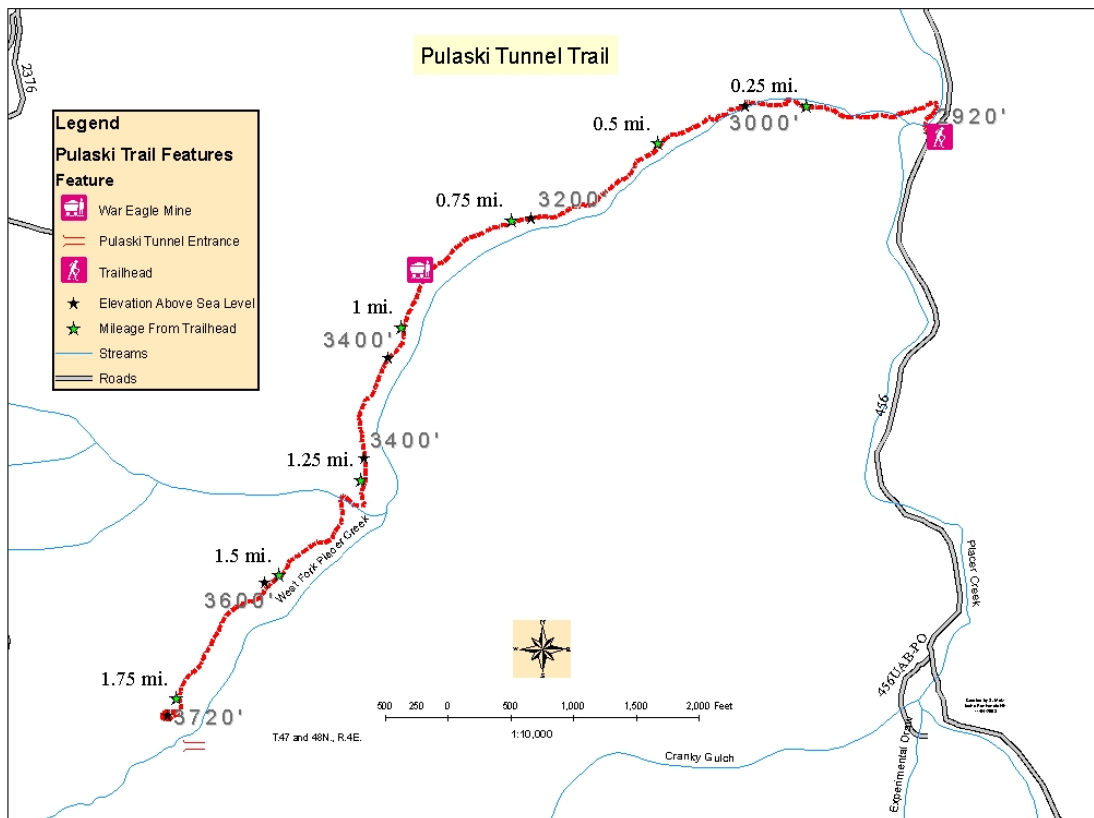 Pulaski Tunnel Trail
2376
Legend
Pulaski Trail Features
Feature
War Eagle Mine
Pulaski Tunnel Entrance
Trailhead
Elevation Above Sea Level
Mileage From Trailhead
Streams
Roads
0.25 mi.
2920'
3000'
0.5 mi.
0.75 mi.
3200'
1 mi.
3400'
456
3400'
1.25 mi.
West Fork Placer Creek
1.5 mi.
3600'
Placer Creek
1.75 mi.
3720'
456UAB-PO
N
W
E
S
500 250 0 500 1,000 1,500 2,000 Feet
T.47 and 48N., R.4E.
1:10,000
Cranky Gulch
Experimental Draw